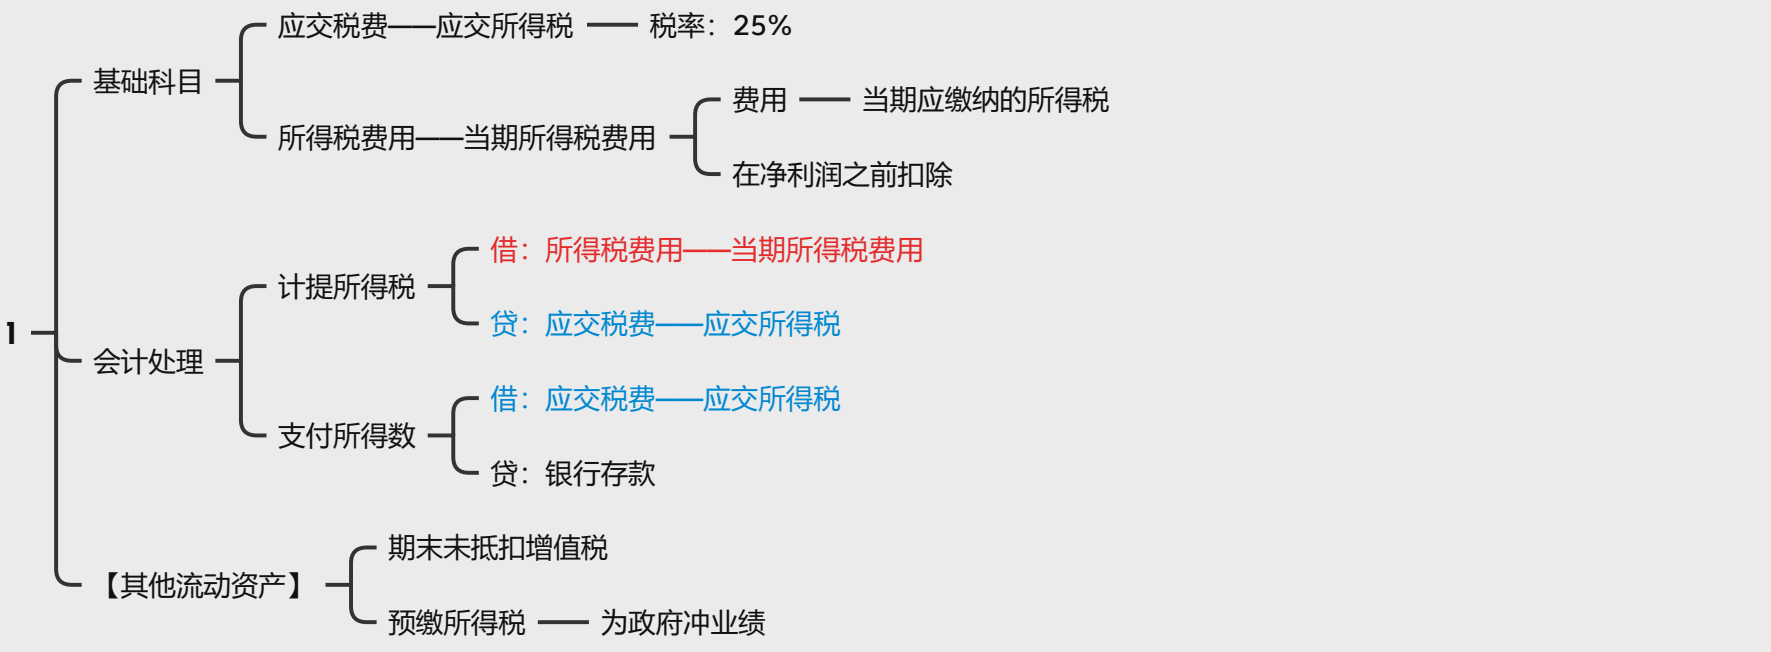 应交税费——应交所得税
税率：25%
基础科目
费用
当期应缴纳的所得税
所得税费用——当期所得税费用
在净利润之前扣除
借：所得税费用——当期所得税费用
计提所得税
贷：应交税费——应交所得税
1
会计处理
借：应交税费——应交所得税
支付所得数
贷：银行存款
期末未抵扣增值税
【其他流动资产】
预缴所得税
为政府冲业绩